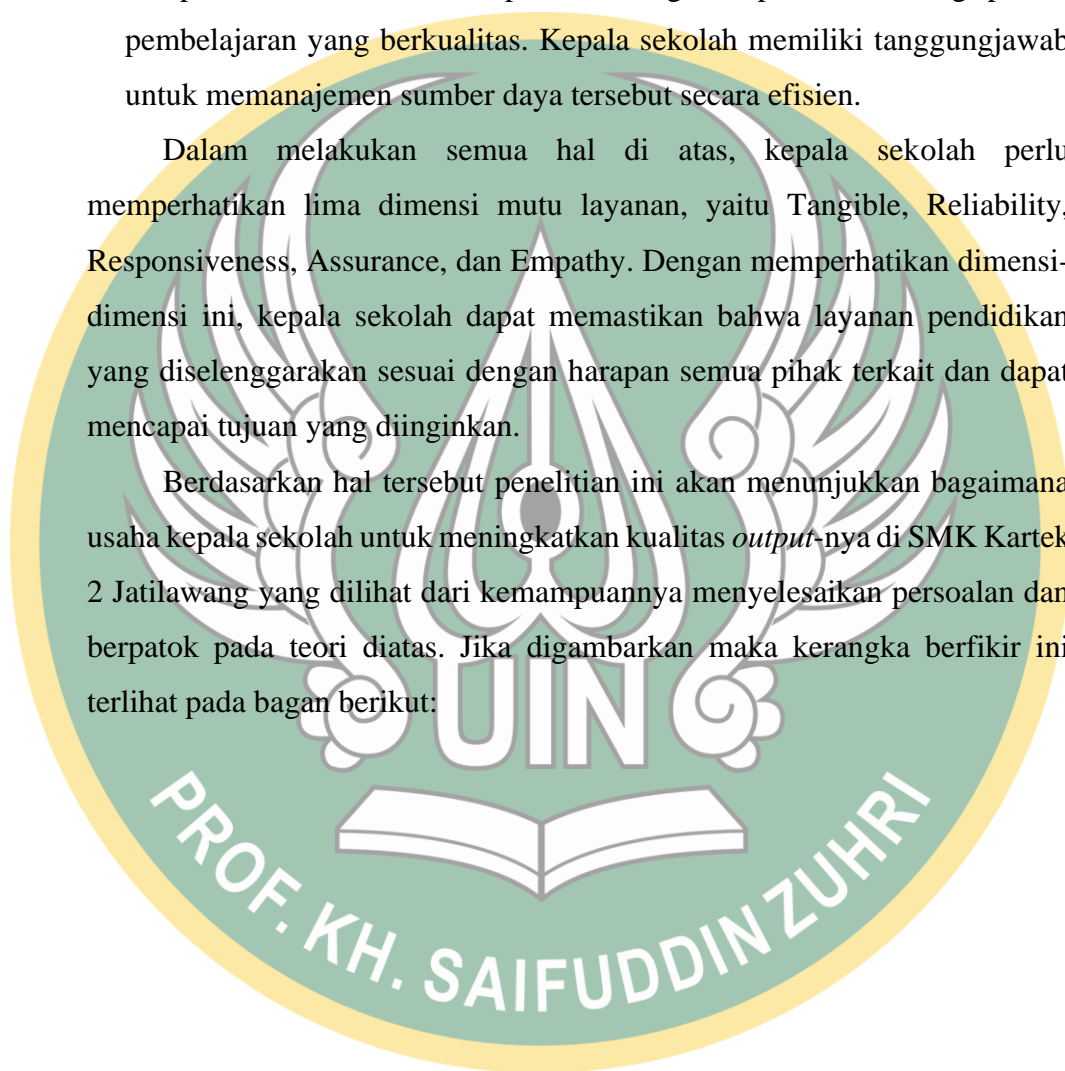 pembelajaran yang berkualitas. Kepala sekolah memiliki tanggungjawab
untuk memanajemen sumber daya tersebut secara efisien.
Dalam melakukan semua hal di atas, kepala sekolah perlu
memperhatikan lima dimensi mutu layanan, yaitu Tangible, Reliability,
Responsiveness, Assurance, dan Empathy. Dengan memperhatikan dimensi-
dimensi ini, kepala sekolah dapat memastikan bahwa layanan pendidikan
yang diselenggarakan sesuai dengan harapan semua pihak terkait dan dapat
mencapai tujuan yang diinginkan.
Berdasarkan hal tersebut penelitian ini akan menunjukkan bagaimana
usaha kepala sekolah untuk meningkatkan kualitas output-nya di SMK Kartek
2 Jatilawang yang dilihat dari kemampuannya menyelesaikan persoalan dan
berpatok pada teori diatas. Jika digambarkan maka kerangka berfikir ini
terlihat pada bagan berikut:
UIN
PROF. KH. SAIFUDDIN ZUHRI